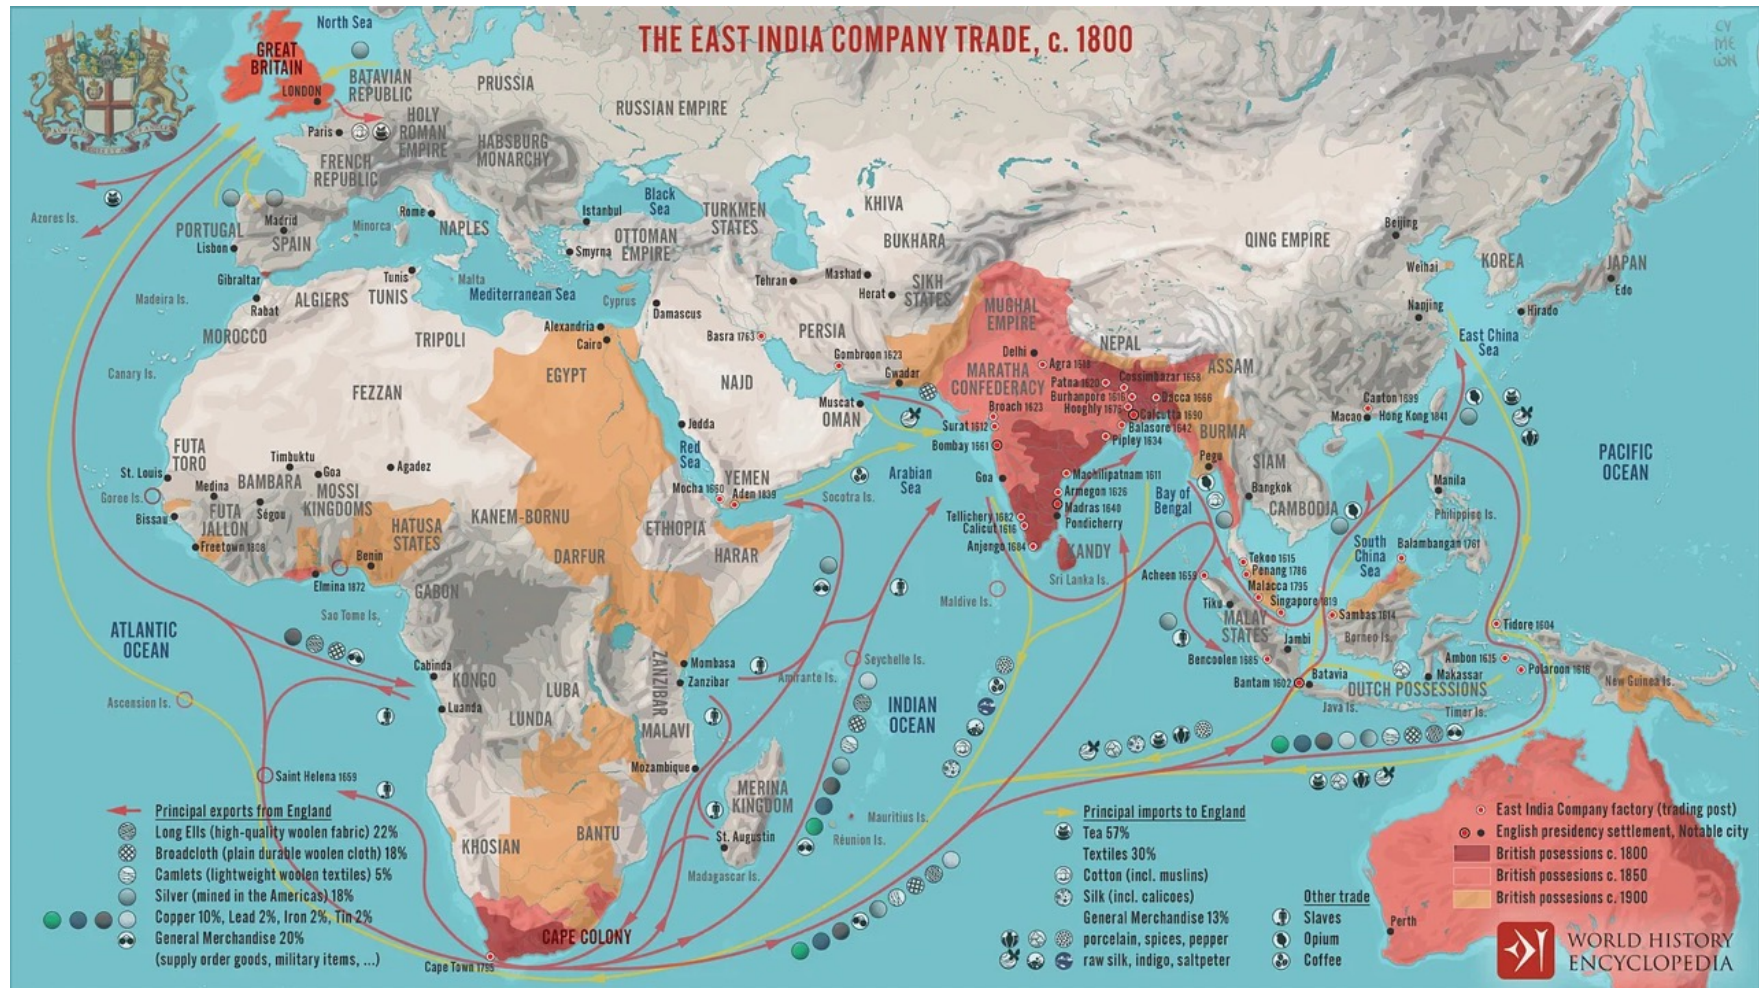 THE EAST INDIA COMPANY TRADE, c. 1800
North Sea
GREAT
BRITAIN
LONDON
BATAVIAN
REPUBLIC
PRUSSIA
RUSSIAN EMPIRE
Paris
HOLY
ROMAN
EMPIRE
HABSBURG
MONARCHY
FRENCH
REPUBLIC
Azores Is.
PORTUGAL
Lisbon
Madrid
SPAIN
Minorca
Rome
NAPLES
Istanbul
Black
Sea
TURKMEN
STATES
KHIVA
BUKHARA
Smyrna
OTTOMAN
EMPIRE
Gibraltar
Tunis
Malta
Mediterranean Sea
Cyprus
Tehran
Mashad
Herat
SIKH
STATES
QING EMPIRE
Beijing
Weihai
KOREA
JAPAN
Edo
Nanjing
Hirado
East China
Sea
Madeira Is.
Rabat
ALGIERS
TUNIS
MOROCCO
TRIPOLI
Alexandria
Cairo
Damascus
Basra 1763
PERSIA
Gombroon 1623
Gwadar
MUGHAL
EMPIRE
Delhi
Agra 1618
NEPAL
ASSAM
Canary Is.
FEZZAN
EGYPT
NAJD
Muscat
OMAN
MARATHA
CONFEDERACY
Patna 1620
Cossimbazar 1658
Burhanpore 1616
Dacca 1666
Hooghly 1676
Calcutta 1690
Broach 1623
Balasore 1642
Surat 1612
Pipley 1634
Bombay 1661
BURMA
Canton 1699
Macao
Hong Kong 1841
Jedda
Red
Sea
FUTA
TORO
St. Louis
Timbuktu
Goa
Agadez
Medina
BAMBARA
MOSSI
KINGDOMS
Goree Is.
FUTA
JALLON
Ségou
Bissau
HATUSA
STATES
KANEM-BORNU
YEMEN
Mocha 1660
Aden 1839
Socotra Is.
Arabian
Sea
Goa
Machilipatnam 1611
Armegon 1626
Madras 1640
Pondicherry
Bay of
Bengal
Pegu
SIAM
Bangkok
CAMBODIA
Manila
Philippine Is.
PACIFIC
OCEAN
Freetown 1808
Benin
Elmina 1872
DARFUR
ETHIOPIA
HARAR
Tellichery 1682
Calicut 1616
Anjengo 1684
KANDY
Sri Lanka Is.
Maldive Is.
Acheen 1659
Tekoo 1615
Penang 1786
Malacca 1795
Singapore 1819
South
China
Sea
Balambangan 1761
Sao Tome Is.
GABON
Tiku
MALAY
STATES
Jambi
Sambas 1614
Borneo Is.
Tidore 1604
ATLANTIC
OCEAN
Cabinda
KONGO
Luanda
LUBA
LUNDA
ZANZIBAR
Mombasa
Zanzibar
MALAVI
Seychelle Is.
Amirante Is.
INDIAN
OCEAN
Bencoolen 1685
Bantam 1602
Batavia
Ambon 1615
Makassar
Polaroon 1616
DUTCH POSSESSIONS
New Guinea Is.
Java Is.
Timor Is.
Ascension Is.
Saint Helena 1659
Mozambique
MERINA
KINGDOM
St. Augustin
Madagascar Is.
Mauritius Is.
Réunion Is.
KHOSIAN
BANTU
CAPE COLONY
Cape Town 1795
Perth
Principal exports from England
Long Ells (high-quality woolen fabric) 22%
Broadcloth (plain durable woolen cloth) 18%
Camlets (lightweight woolen textiles) 5%
Silver (mined in the Americas) 18%
Copper 10%, Lead 2%, Iron 2%, Tin 2%
General Merchandise 20%
(supply order goods, military items, ...)
Principal imports to England
Tea 57%
Textiles 30%
Cotton (incl. muslins)
Silk (incl. calicoes)
General Merchandise 13%
porcelain, spices, pepper
raw silk, indigo, saltpeter
Other trade
Slaves
Opium
Coffee
East India Company factory (trading post)
English presidency settlement, Notable city
British posessions c. 1800
British posessions c. 1850
British posessions c. 1900
WORLD HISTORY
ENCYCLOPEDIA